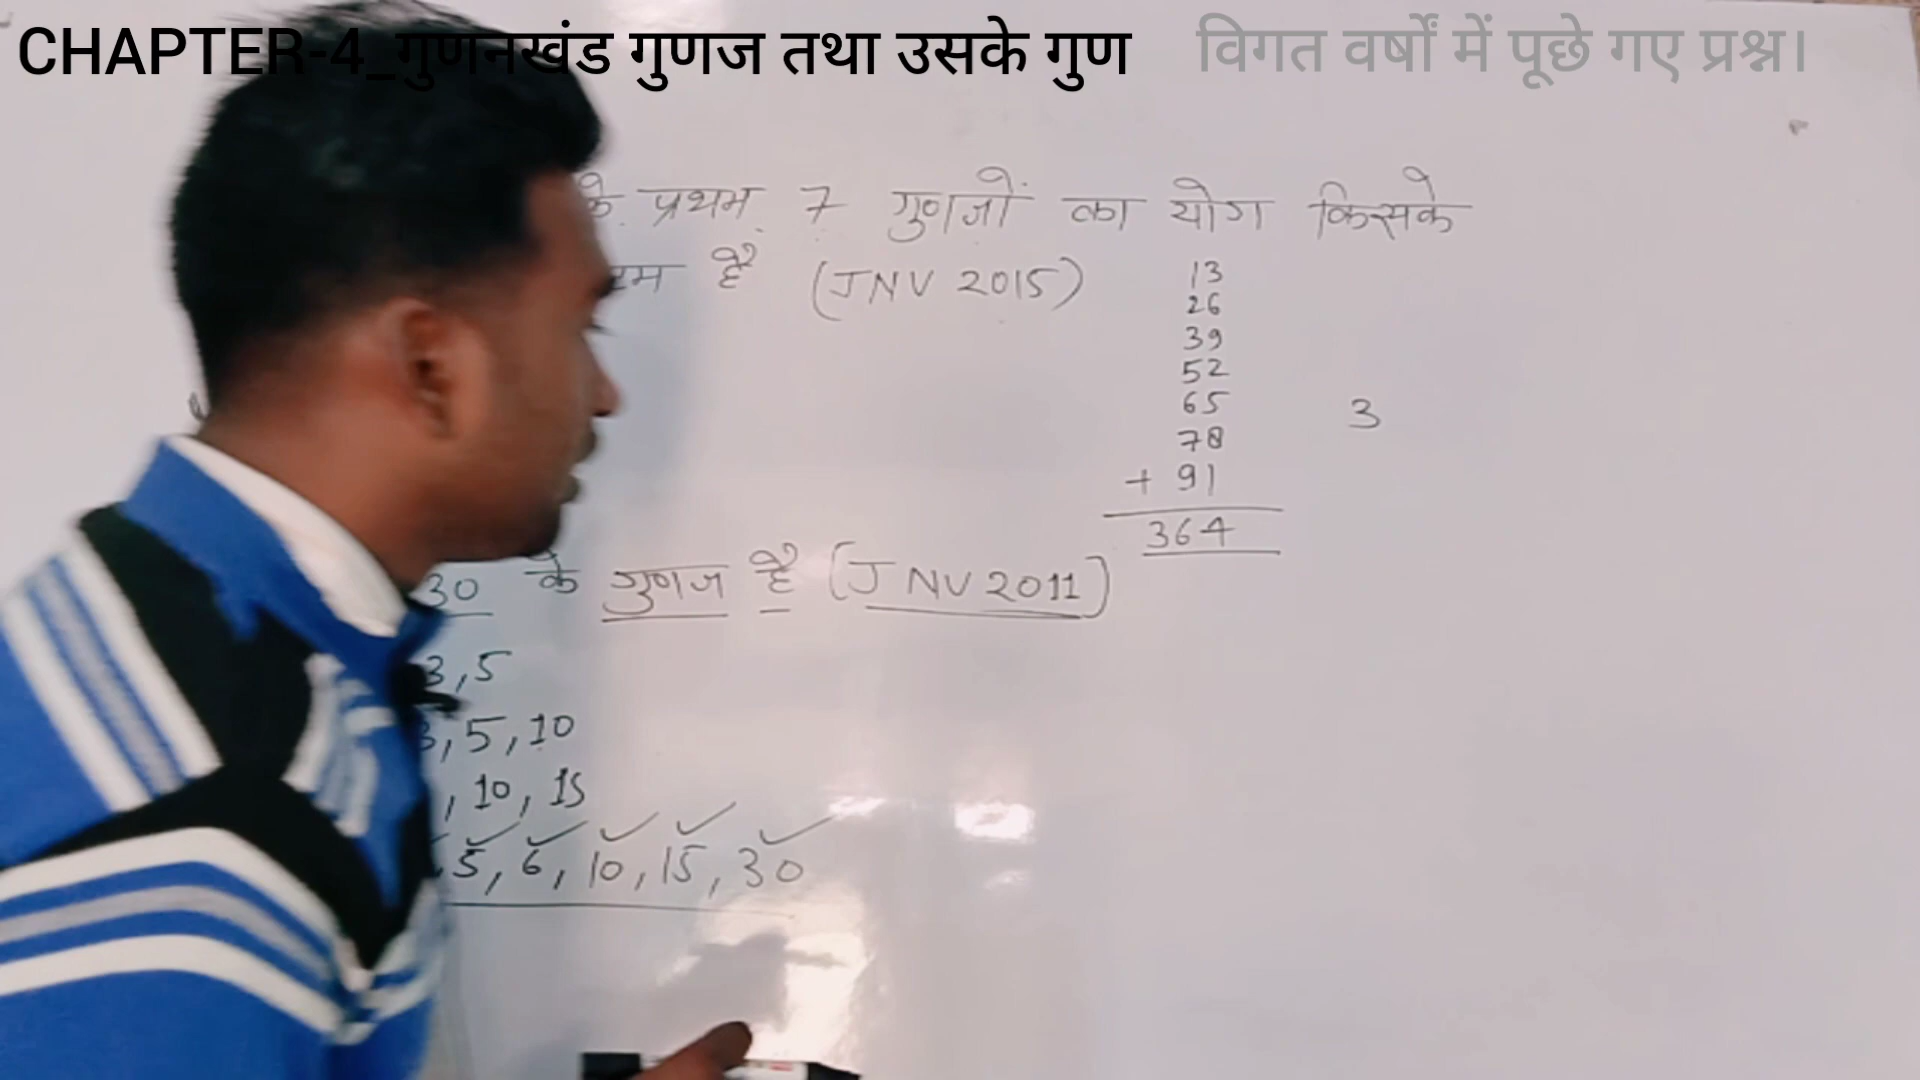 CHAPTER-4_गुणनखंड गुणज तथा उसके गुण विगत वर्षों में पूछे गए प्रश्न।
के प्रथम 7 गुणजों का योग किसके
है (JNV 2015)
13
26
39
52
65
78
+ 91
364
3
30 के गुणज है (JNV 2011)
3,5
3,5,10
, 10, 15
5, 6, 10, 15, 30